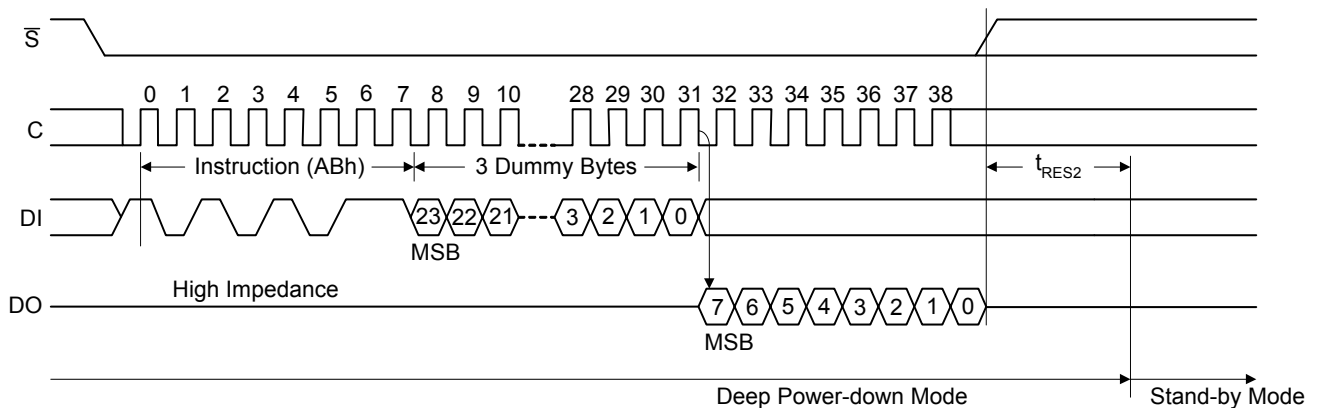 S
0 1 2 3 4 5 6 7 8 9 10 28 29 30 31 32 33 34 35 36 37 38
C
Instruction (ABh) 3 Dummy Bytes tRES2
DI 23 22 21 3 2 1 0
MSB
High Impedance
DO 7 6 5 4 3 2 1 0
MSB
Deep Power-down Mode Stand-by Mode